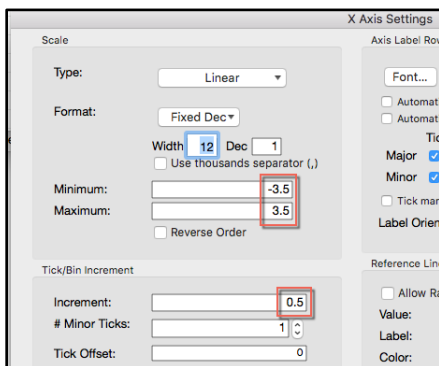 X Axis Settings
Scale
Type: Linear
Format: Fixed Dec
Width 12 Dec 1
Use thousands separator (,)
Minimum: -3.5
Maximum: 3.5
Reverse Order
Tick/Bin Increment
Increment: 0.5
# Minor Ticks: 1
Tick Offset: 0
Axis Label Row
Font...
Automat
Automat
Tic
Major
Minor
Tick mar
Label Orien
Reference Line
Allow Ra
Value:
Label:
Color: